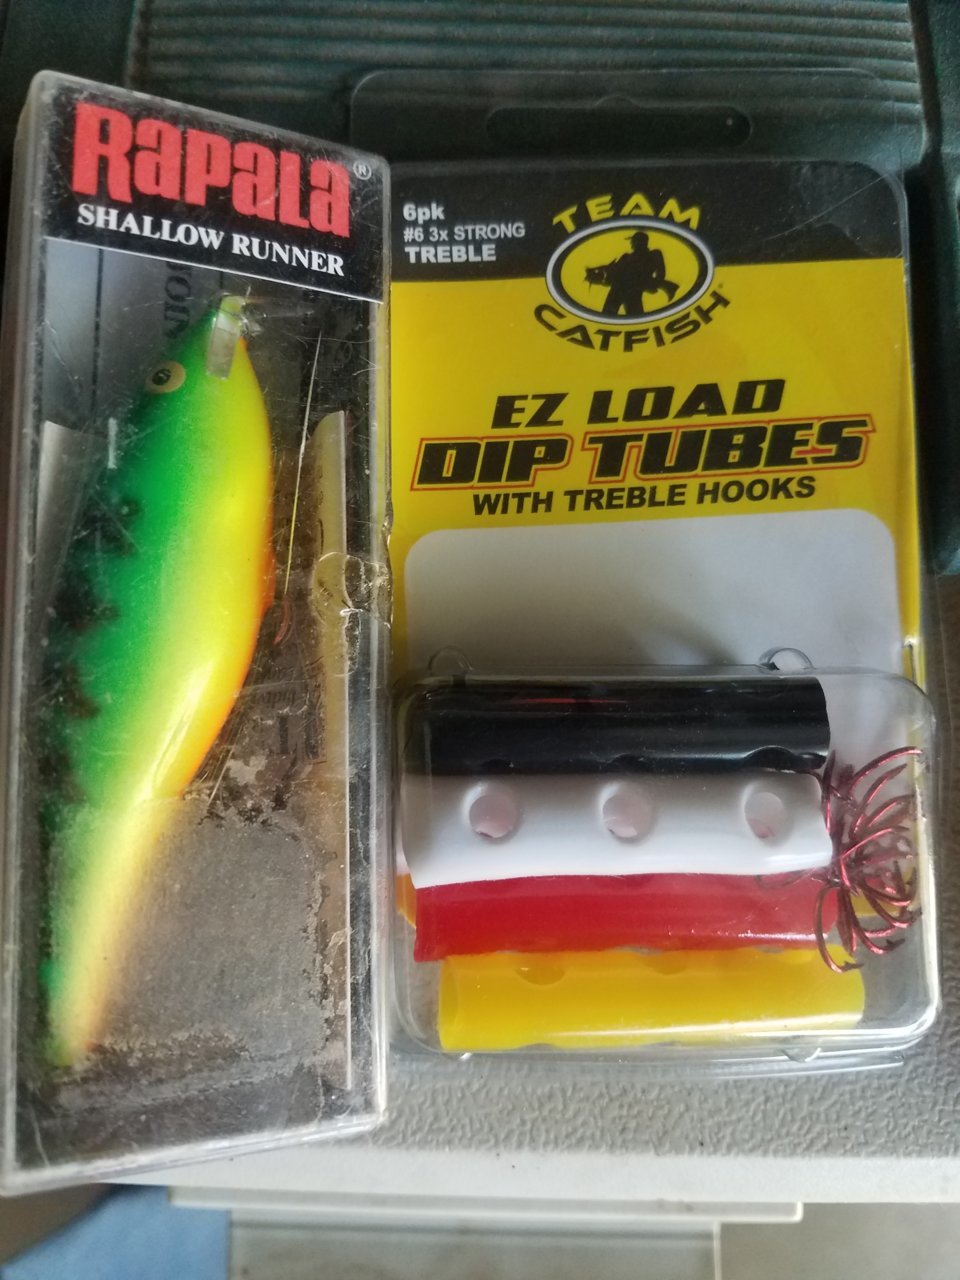 RapaLa®
SHALLOW RUNNER
6pk
#6 3x STRONG
TREBLE
TEAM
CATFISH®
EZ LOAD
DIP TUBES
WITH TREBLE HOOKS